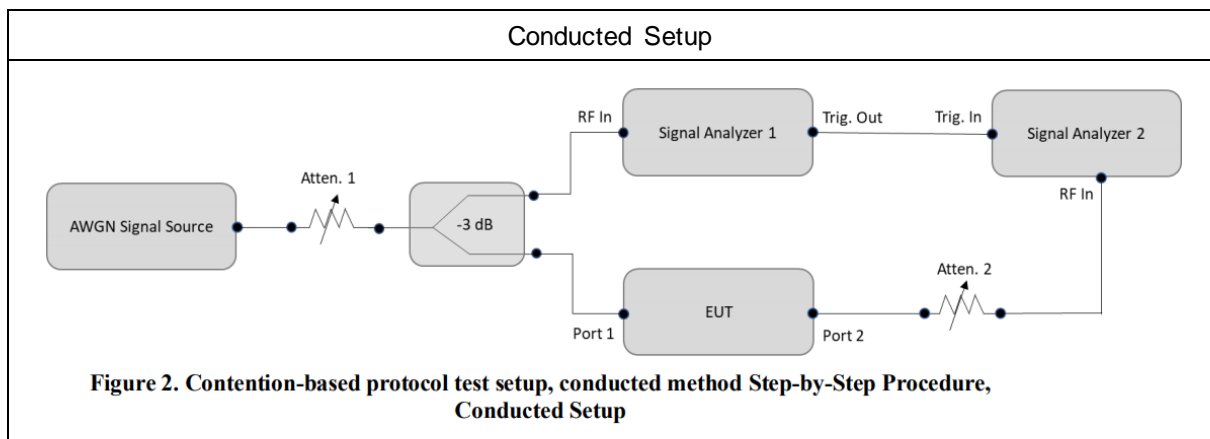 Conducted Setup
RF In
Signal Analyzer 1
Trig. Out
Trig. In
Signal Analyzer 2
RF In
Atten. 1
AWGN Signal Source
-3 dB
Atten. 2
EUT
Port 1
Port 2
Figure 2. Contention-based protocol test setup, conducted method Step-by-Step Procedure,
Conducted Setup